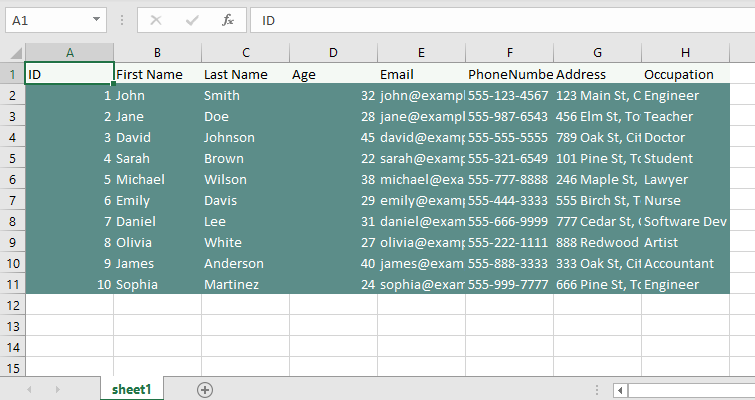 A1 fx ID
A B C D E F G H
1 ID First Name Last Name Age Email PhoneNumbe Address Occupation
2 1 John Smith 32 john@exampl 555-123-4567 123 Main St, C Engineer
3 2 Jane Doe 28 jane@exampl 555-987-6543 456 Elm St, To Teacher
4 3 David Johnson 45 david@examp 555-555-5555 789 Oak St, Cit Doctor
5 4 Sarah Brown 22 sarah@examp 555-321-6549 101 Pine St, To Student
6 5 Michael Wilson 38 michael@exa 555-777-8888 246 Maple St, Lawyer
7 6 Emily Davis 29 emily@examp 555-444-3333 555 Birch St, T Nurse
8 7 Daniel Lee 31 daniel@exam 555-666-9999 777 Cedar St, C Software Dev
9 8 Olivia White 27 olivia@examp 555-222-1111 888 Redwood Artist
10 9 James Anderson 40 james@exam 555-888-3333 333 Oak St, Cit Accountant
11 10 Sophia Martinez 24 sophia@exam 555-999-7777 666 Pine St, To Engineer
12
13
14
15
sheet1